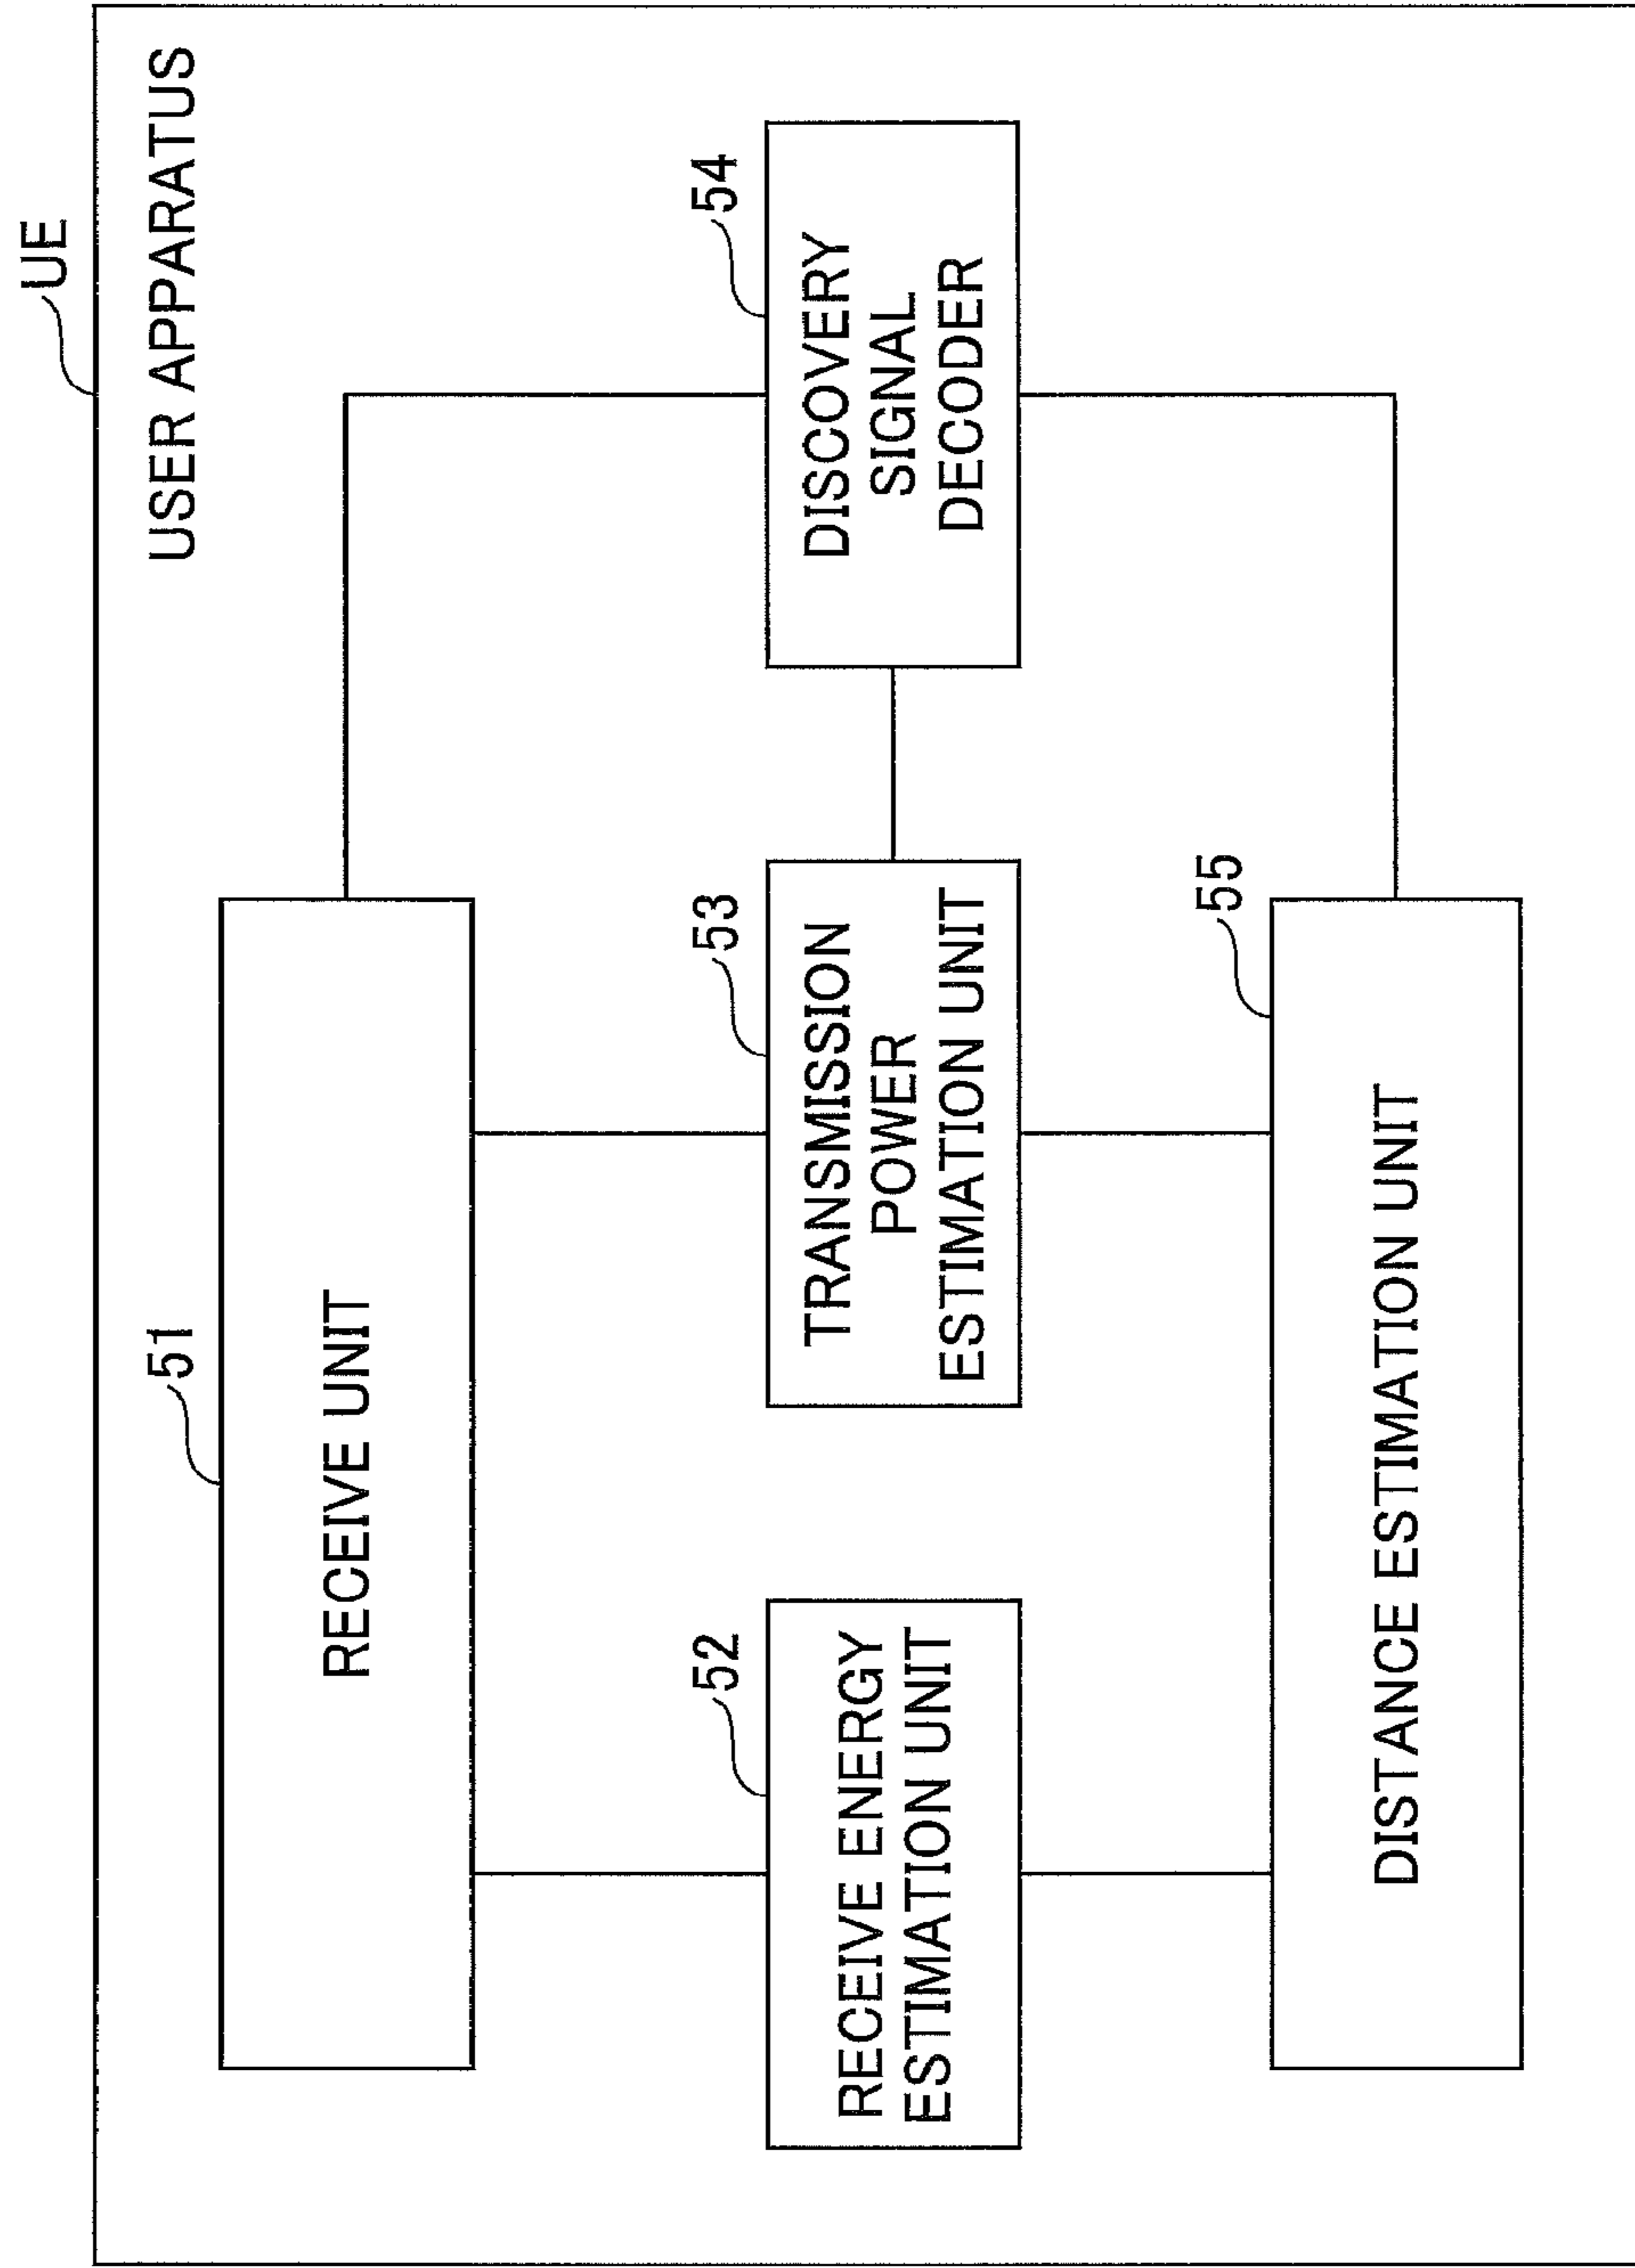 UE
USER APPARATUS
51
RECEIVE UNIT
52
RECEIVE ENERGY
ESTIMATION UNIT
53
TRANSMISSION
POWER
ESTIMATION UNIT
54
DISCOVERY
SIGNAL
DECODER
55
DISTANCE ESTIMATION UNIT